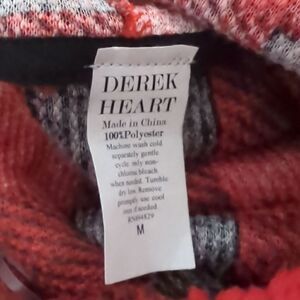 DEREK
HEART
Made in China
100%Polyester
Machine wash cold
separately gentle
cycle only non-
chlorine bleach
when needed. Tumble
dry low. Remove
promptly use cool
iron if needed.
M